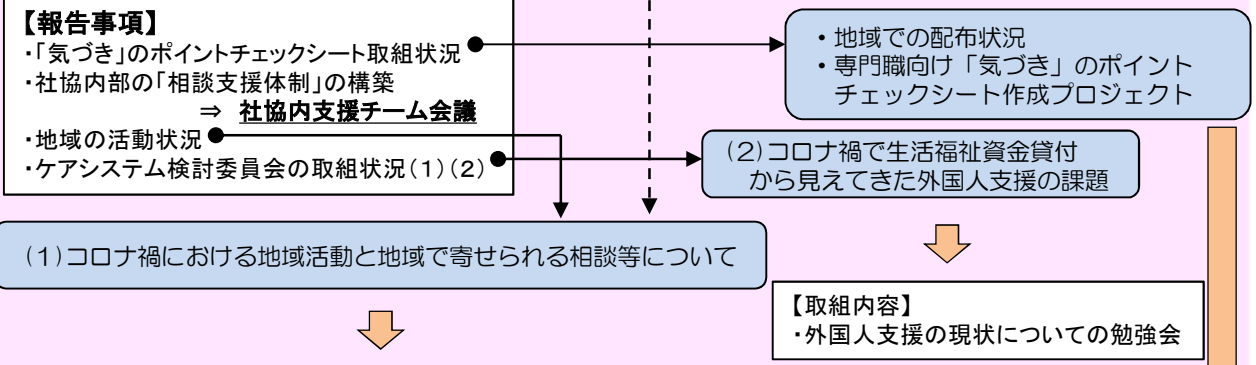 【報告事項】
・「気づき」のポイントチェックシート取組状況
・社協内部の「相談支援体制」の構築
⇒ 社協内支援チーム会議
・地域の活動状況
・ケアシステム検討委員会の取組状況(1)(2)
・地域での配布状況
・専門職向け「気づき」のポイント
チェックシート作成プロジェクト
(2)コロナ禍で生活福祉資金貸付
から見えてきた外国人支援の課題
(1)コロナ禍における地域活動と地域で寄せられる相談等について
【取組内容】
・外国人支援の現状についての勉強会